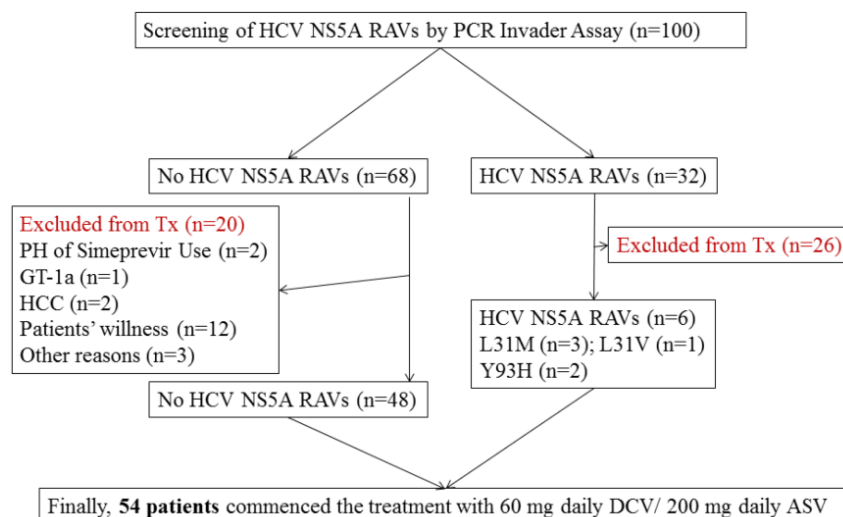 Screening of HCV NS5A RAVs by PCR Invader Assay (n=100)
No HCV NS5A RAVs (n=68)
HCV NS5A RAVs (n=32)
Excluded from Tx (n=20)
PH of Simeprevir Use (n=2)
GT-1a (n=1)
HCC (n=2)
Patients’ willness (n=12)
Other reasons (n=3)
Excluded from Tx (n=26)
HCV NS5A RAVs (n=6)
L31M (n=3); L31V (n=1)
Y93H (n=2)
No HCV NS5A RAVs (n=48)
Finally, 54 patients commenced the treatment with 60 mg daily DCV/ 200 mg daily ASV